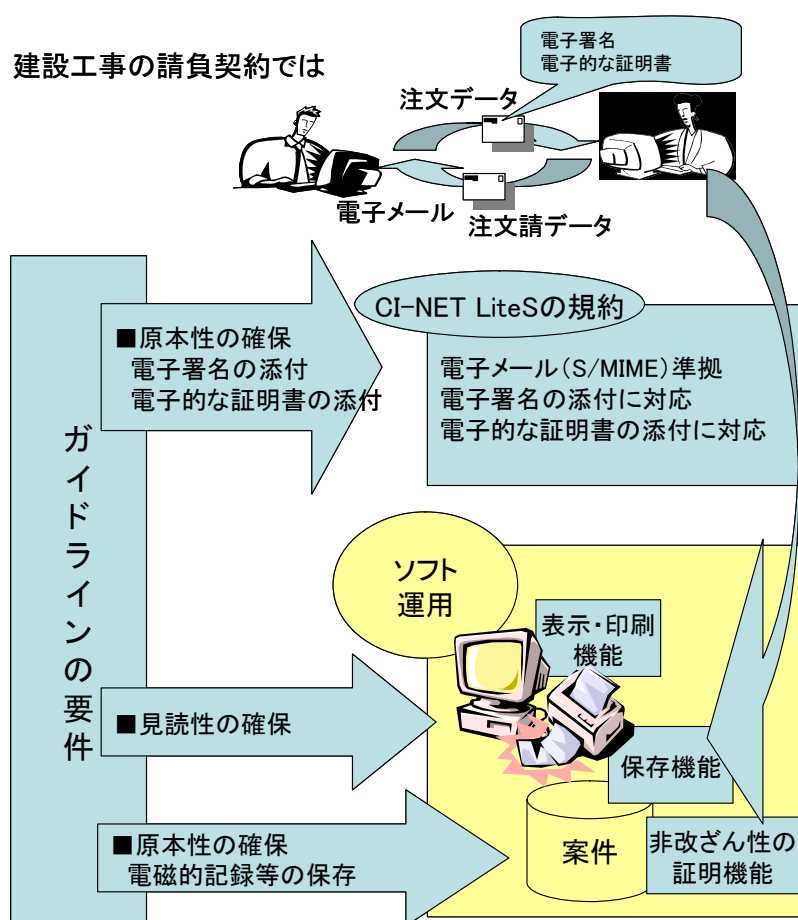 建設工事の請負契約では
電子署名
電子的な証明書
注文データ
電子メール
注文請データ
ガイドラインの要件
■原本性の確保
電子署名の添付
電子的な証明書の添付
CI-NET LiteSの規約
電子メール(S/MIME)準拠
電子署名の添付に対応
電子的な証明書の添付に対応
ソフト
運用
表示・印刷
機能
■見読性の確保
保存機能
■原本性の確保
電磁的記録等の保存
案件
非改ざん性の
証明機能